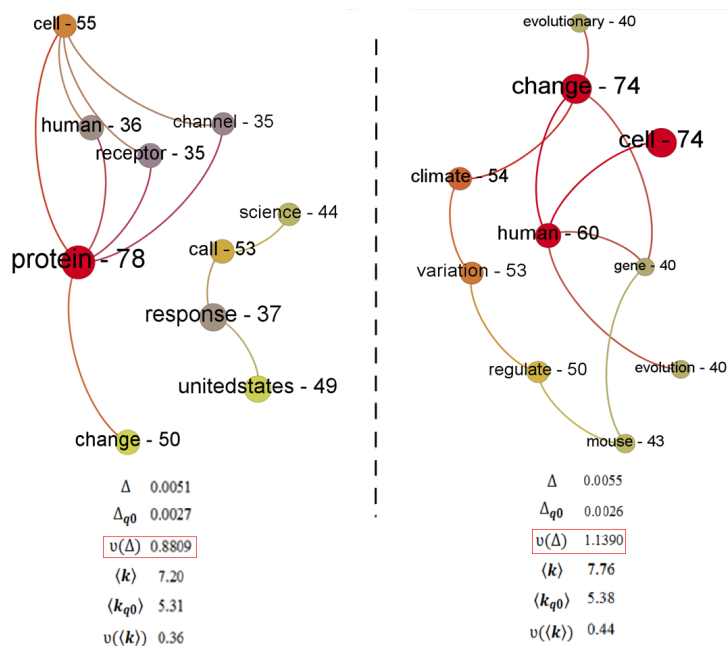 cell - 55
human - 36
channel - 35
receptor - 35
science - 44
call - 53
protein - 78
response - 37
unitedstates - 49
change - 50
Δ 0.0051
Δq0 0.0027
υ(Δ) 0.8809
⟨k⟩ 7.20
⟨kq0⟩ 5.31
υ(⟨k⟩) 0.36
evolutionary - 40
change - 74
cell - 74
climate - 54
human - 60
variation - 53
gene - 40
regulate - 50
evolution - 40
mouse - 43
Δ 0.0055
Δq0 0.0026
υ(Δ) 1.1390
⟨k⟩ 7.76
⟨kq0⟩ 5.38
υ(⟨k⟩) 0.44